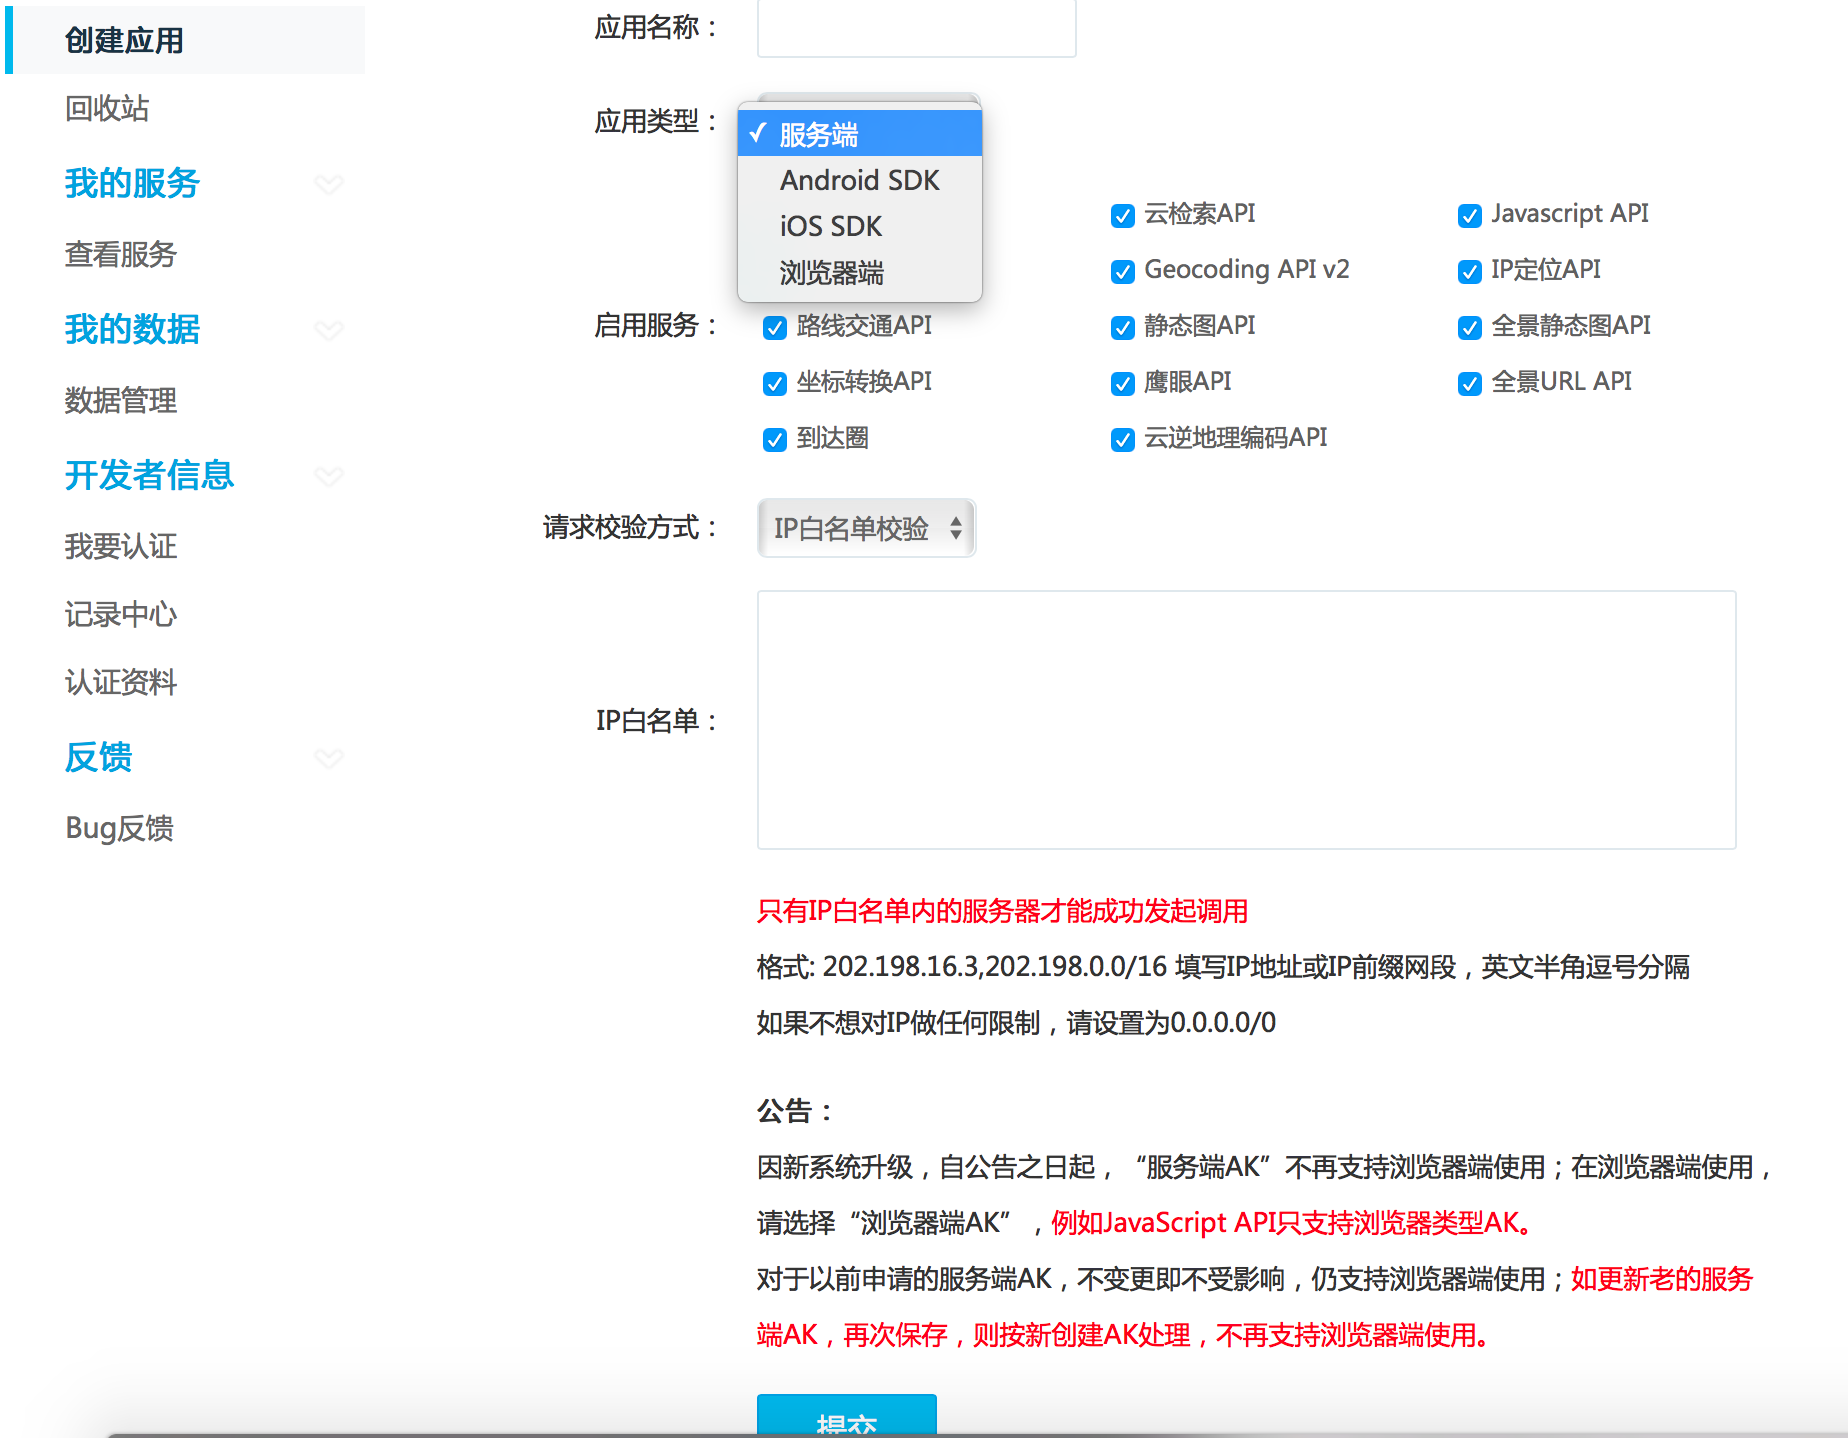 创建应用
回收站
我的服务
查看服务
我的数据
数据管理
开发者信息
我要认证
记录中心
认证资料
反馈
Bug反馈
应用名称：
应用类型：
服务端
Android SDK
iOS SDK
浏览器端
启用服务：
云检索API
Javascript API
Geocoding API v2
IP定位API
路线交通API
静态图API
全景静态图API
坐标转换API
鹰眼API
全景URL API
到达圈
云逆地理编码API
请求校验方式：
IP白名单校验
IP白名单：
只有IP白名单内的服务器才能成功发起调用
格式: 202.198.16.3,202.198.0.0/16 填写IP地址或IP前缀网段，英文半角逗号分隔
如果不想对IP做任何限制，请设置为0.0.0.0/0
公告：
因新系统升级，自公告之日起，“服务端AK”不再支持浏览器端使用；在浏览器端使用，
请选择“浏览器端AK”，例如JavaScript API只支持浏览器类型AK。
对于以前申请的服务端AK，不变更即不受影响，仍支持浏览器端使用；如更新老的服务
端AK，再次保存，则按新创建AK处理，不再支持浏览器端使用。
提交